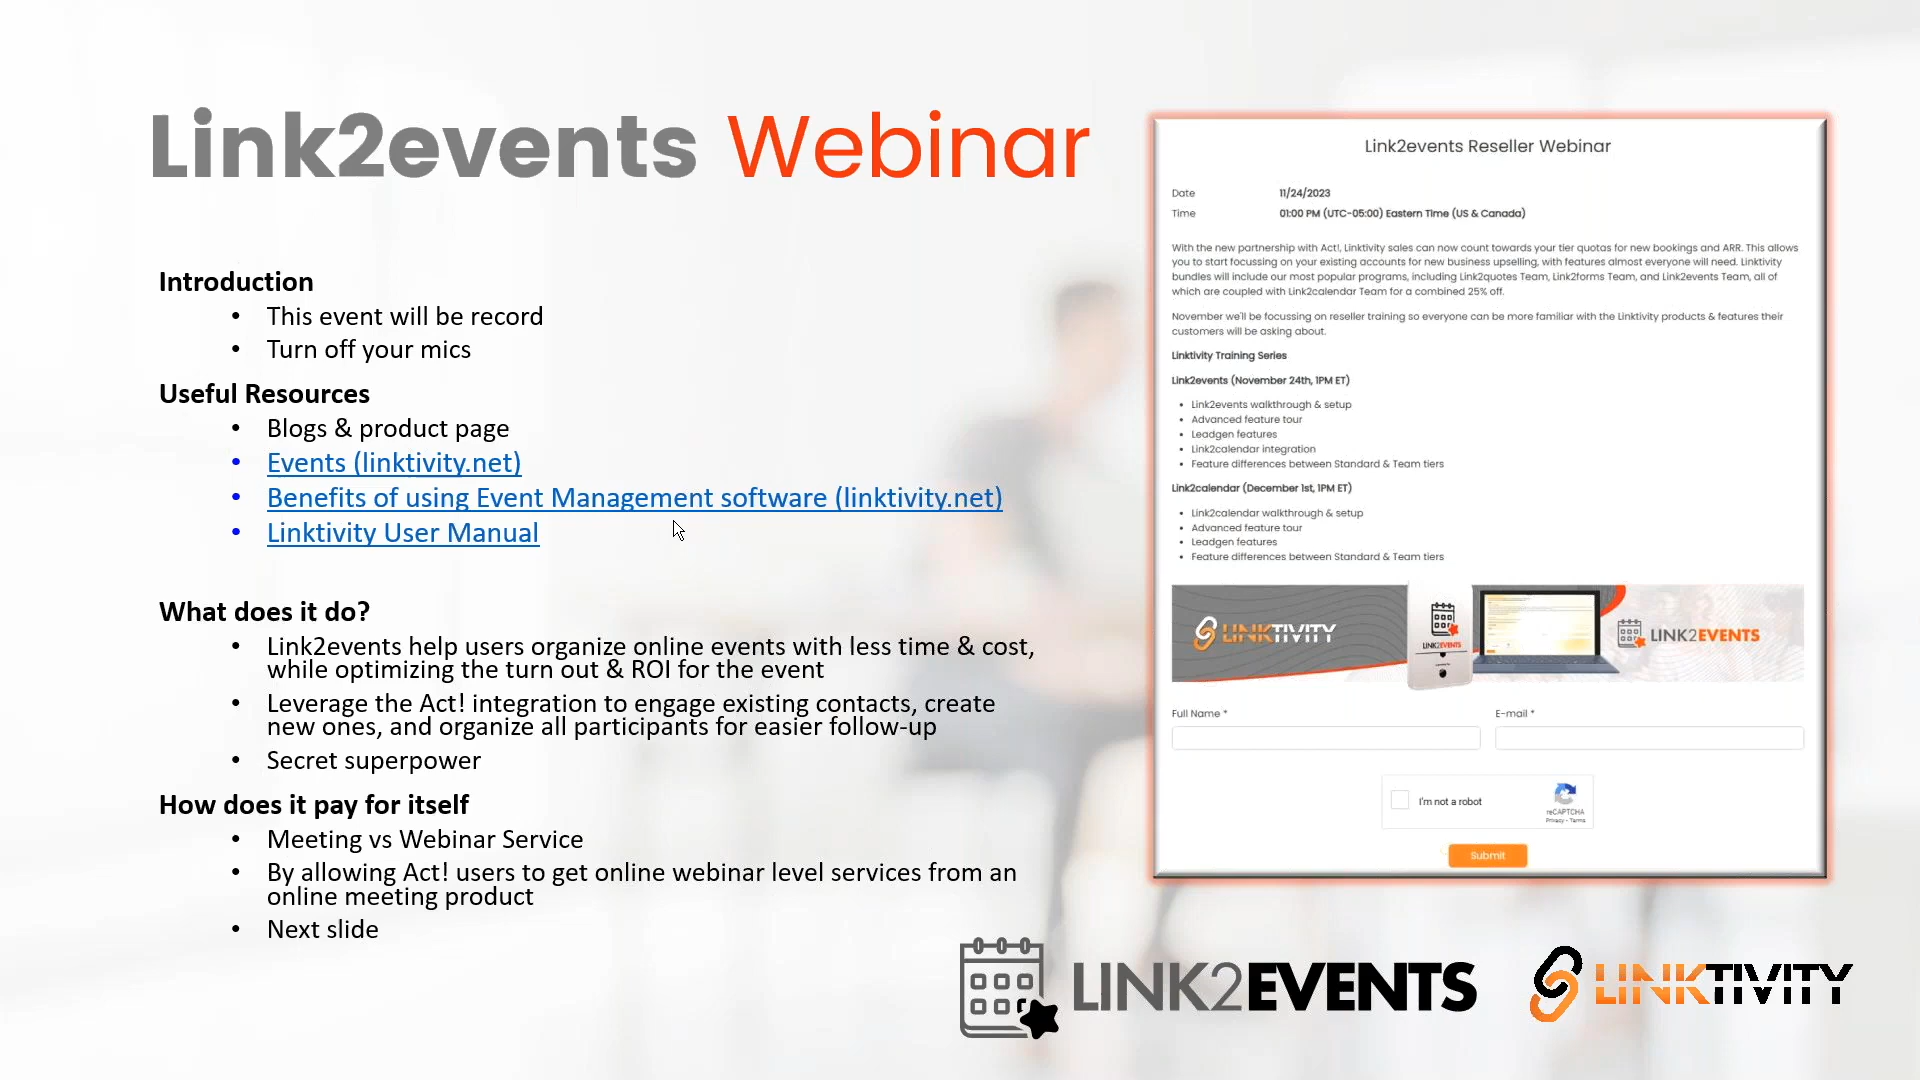 Link2events Webinar
Introduction
• This event will be record
• Turn off your mics
Useful Resources
• Blogs & product page
• Events (linktivity.net)
• Benefits of using Event Management software (linktivity.net)
• Linktivity User Manual
What does it do?
• Link2events help users organize online events with less time & cost,
while optimizing the turn out & ROI for the event
• Leverage the Act! integration to engage existing contacts, create
new ones, and organize all participants for easier follow-up
• Secret superpower
How does it pay for itself
• Meeting vs Webinar Service
• By allowing Act! users to get online webinar level services from an
online meeting product
• Next slide
Link2events Reseller Webinar
Date 11/24/2023
Time 01:00 PM (UTC-05:00) Eastern Time (US & Canada)
With the new partnership with Act!, Linktivity sales can now count towards your tier quotas for new bookings and ARR. This allows
you to start focussing on your existing accounts for new business upselling, with features almost everyone will need. Linktivity
bundles will include our most popular programs, including Link2quotes Team, Link2forms Team, and Link2events Team, all of
which are coupled with Link2calendar Team for a combined 25% off.
November we'll be focussing on reseller training so everyone can be more familiar with the Linktivity products & features their
customers will be asking about.
Linktivity Training Series
Link2events (November 24th, 1PM ET)
• Link2events walkthrough & setup
• Advanced feature tour
• Leadgen features
• Link2calendar integration
• Feature differences between Standard & Team tiers
Link2calendar (December 1st, 1PM ET)
• Link2calendar walkthrough & setup
• Advanced feature tour
• Leadgen features
• Feature differences between Standard & Team tiers
LINKTIVITY
LINK2EVENTS
LINK2EVENTS
Full Name *
E-mail *
I'm not a robot
reCAPTCHA
Privacy - Terms
Submit
LINK2EVENTS
LINKTIVITY